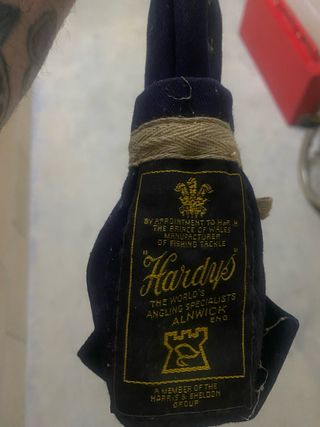 BY APPOINTMENT TO H.R.H.
THE PRINCE OF WALES
MANUFACTURER
OF FISHING TACKLE
"Hardys"
THE WORLD'S
ANGLING SPECIALISTS
ALNWICK
ENG.
A MEMBER OF THE
HARRIS & SHELDON
GROUP